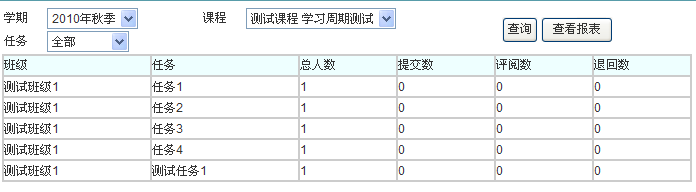 学期 2010年秋季 课程 测试课程 学习周期测试 查询 查看报表
任务 全部
班级 任务 总人数 提交数 评阅数 退回数
测试班级1 任务1 1 0 0 0
测试班级1 任务2 1 0 0 0
测试班级1 任务3 1 0 0 0
测试班级1 任务4 1 0 0 0
测试班级1 测试任务1 1 0 0 0